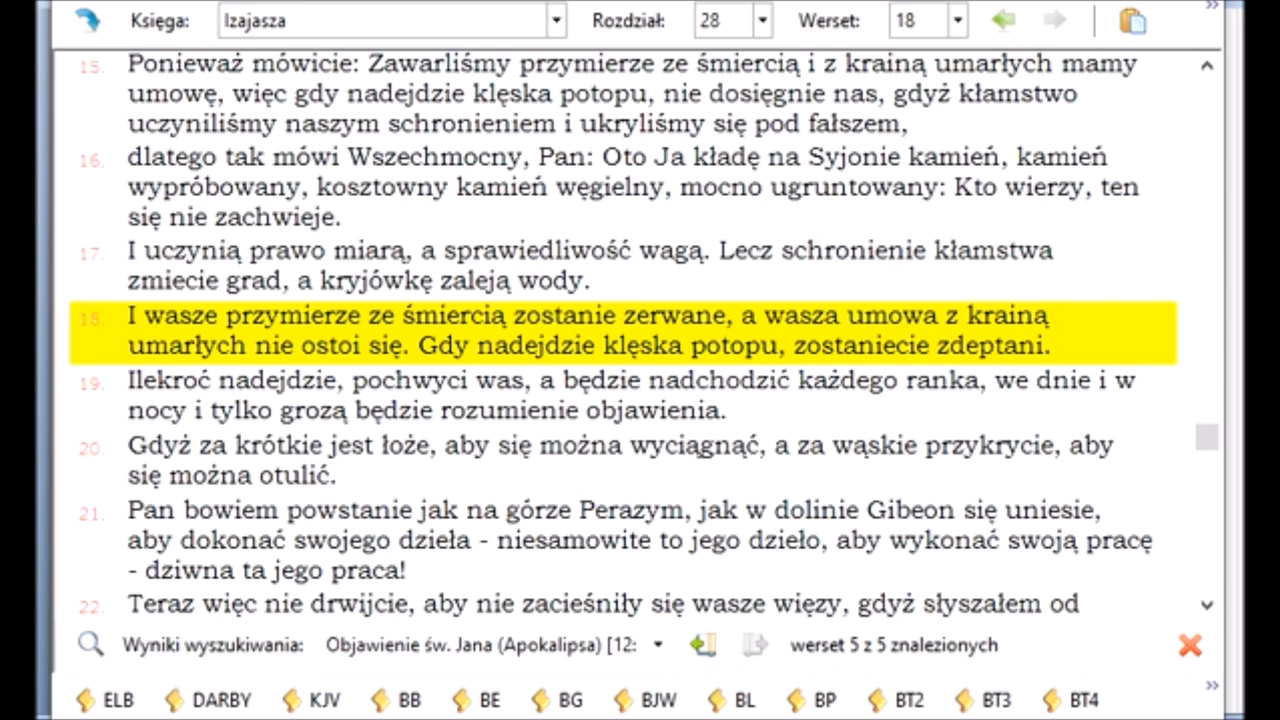 Księga: Izajasza Rozdział: 28 Werset: 18
15. Ponieważ mówicie: Zawarliśmy przymierze ze śmiercią i z krainą umarłych mamy
umowę, więc gdy nadejdzie klęska potopu, nie dosięgnie nas, gdyż kłamstwo
uczyniliśmy naszym schronieniem i ukryliśmy się pod fałszem,
16. dlatego tak mówi Wszechmocny, Pan: Oto Ja kładę na Syjonie kamień, kamień
wypróbowany, kosztowny kamień węgielny, mocno ugruntowany: Kto wierzy, ten
się nie zachwieje.
17. I uczynią prawo miarą, a sprawiedliwość wagą. Lecz schronienie kłamstwa
zmiecie grad, a kryjówkę zaleją wody.
18. I wasze przymierze ze śmiercią zostanie zerwane, a wasza umowa z krainą
umarłych nie ostoi się. Gdy nadejdzie klęska potopu, zostaniecie zdeptani.
19. Ilekroć nadejdzie, pochwyci was, a będzie nadchodzić każdego ranka, we dnie i w
nocy i tylko grozą będzie rozumienie objawienia.
20. Gdyż za krótkie jest łoże, aby się można wyciągnąć, a za wąskie przykrycie, aby
się można otulić.
21. Pan bowiem powstanie jak na górze Perazym, jak w dolinie Gibeon się uniesie,
aby dokonać swojego dzieła - niesamowite to jego dzieło, aby wykonać swoją pracę
- dziwna ta jego praca!
22. Teraz więc nie drwijcie, aby nie zacieśniły się wasze więzy, gdyż słyszałem od
Wyniki wyszukiwania: Objawienie św. Jana (Apokalipsa) [12: werset 5 z 5 znalezionych
ELB DARBY KJV BB BE BG BJW BL BP BT2 BT3 BT4